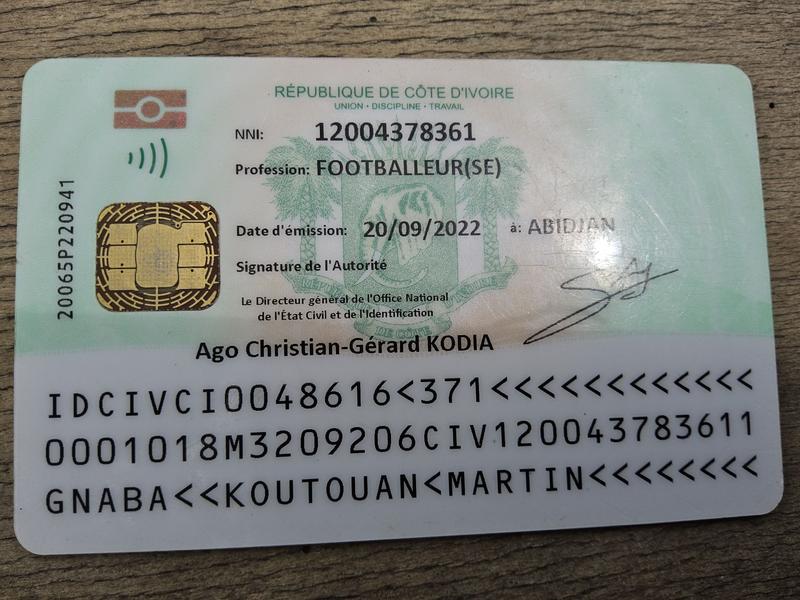 RÉPUBLIQUE DE CÔTE D'IVOIRE
UNION • DISCIPLINE • TRAVAIL
NNI: 12004378361
Profession: FOOTBALLEUR(SE)
20065P220941
Date d'émission: 20/09/2022 à: ABIDJAN
Signature de l'Autorité
Le Directeur général de l'Office National
de l'État Civil et de l'Identification
Ago Christian-Gérard KODIA
IDCIVCI0048616<371<<<<<<<<<<<<
0001018M3209206CIV120043783611
GNABA<<KOUTOUAN<MARTIN<<<<<<<<